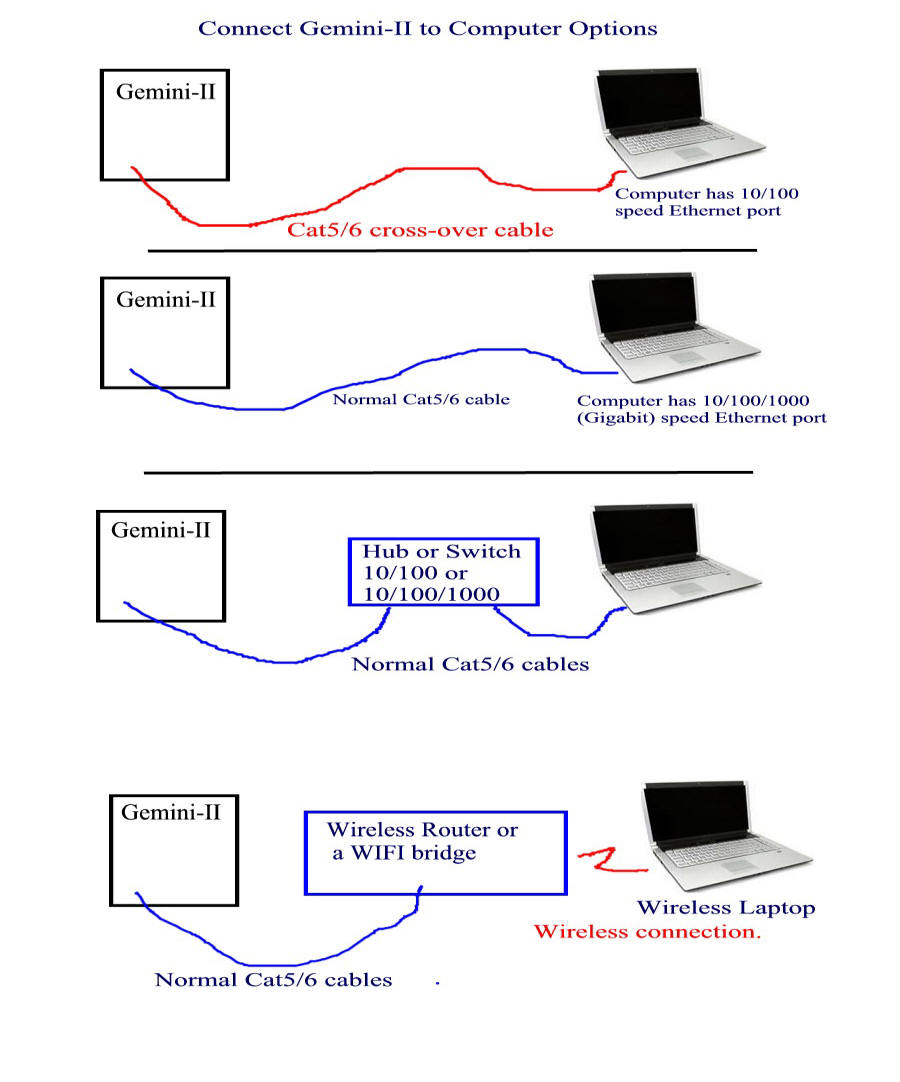 Connect Gemini-II to Computer Options
Gemini-II
Computer has 10/100
speed Ethernet port
Cat5/6 cross-over cable
Gemini-II
Normal Cat5/6 cable
Computer has 10/100/1000
(Gigabit) speed Ethernet port
Gemini-II
Hub or Switch
10/100 or
10/100/1000
Normal Cat5/6 cables
Gemini-II
Wireless Router or
a WIFI bridge
Wireless Laptop
Wireless connection.
Normal Cat5/6 cables .